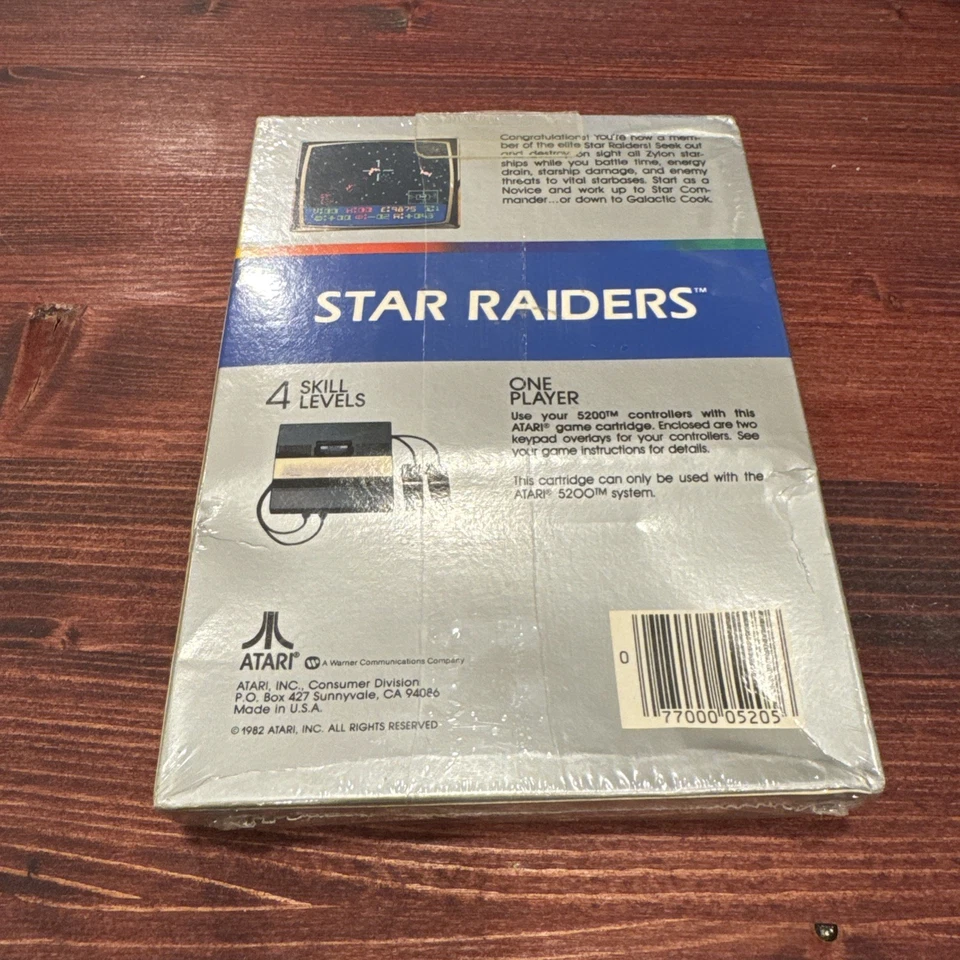 Congratulations! You're now a mem-
ber of the elite Star Raiders! Seek out
and destroy on sight all Zylon star-
ships while you battle time, energy
drain, starship damage, and enemy
threats to vital starbases. Start as a
Novice and work up to Star Com-
mander...or down to Galactic Cook.
STAR RAIDERS™
4 SKILL
LEVELS
ONE
PLAYER
Use your 5200™ controllers with this
ATARI® game cartridge. Enclosed are two
keypad overlays for your controllers. See
your game instructions for details.
This cartridge can only be used with the
ATARI® 5200™ system.
ATARI® A Warner Communications Company
ATARI, INC., Consumer Division
P.O. Box 427 Sunnyvale, CA 94086
Made in U.S.A.
© 1982 ATARI, INC. ALL RIGHTS RESERVED
0 77000 05205